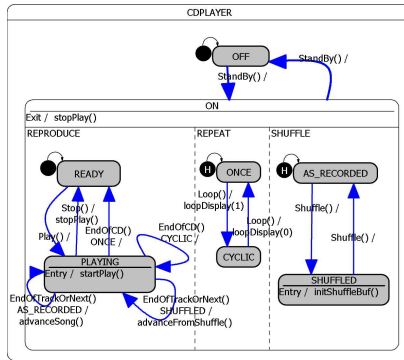 CDPLAYER
OFF
StandBy() /
StandBy() /
ON
Exit / stopPlay()
REPRODUCE
REPEAT
SHUFFLE
READY
H
ONCE
H
AS_RECORDED
Stop() /
stopPlay()
Play() /
EndOfCD()
ONCE /
EndOfCD()
CYCLIC /
Loop() /
loopDisplay(1)
Loop() /
loopDisplay(0)
CYCLIC
Shuffle() /
Shuffle() /
PLAYING
Entry / startPlay()
SHUFFLED
Entry / initShuffleBuf()
EndOfTrackOrNext()
AS_RECORDED /
advanceSong()
EndOfTrackOrNext()
SHUFFLED /
advanceFromShuffle()